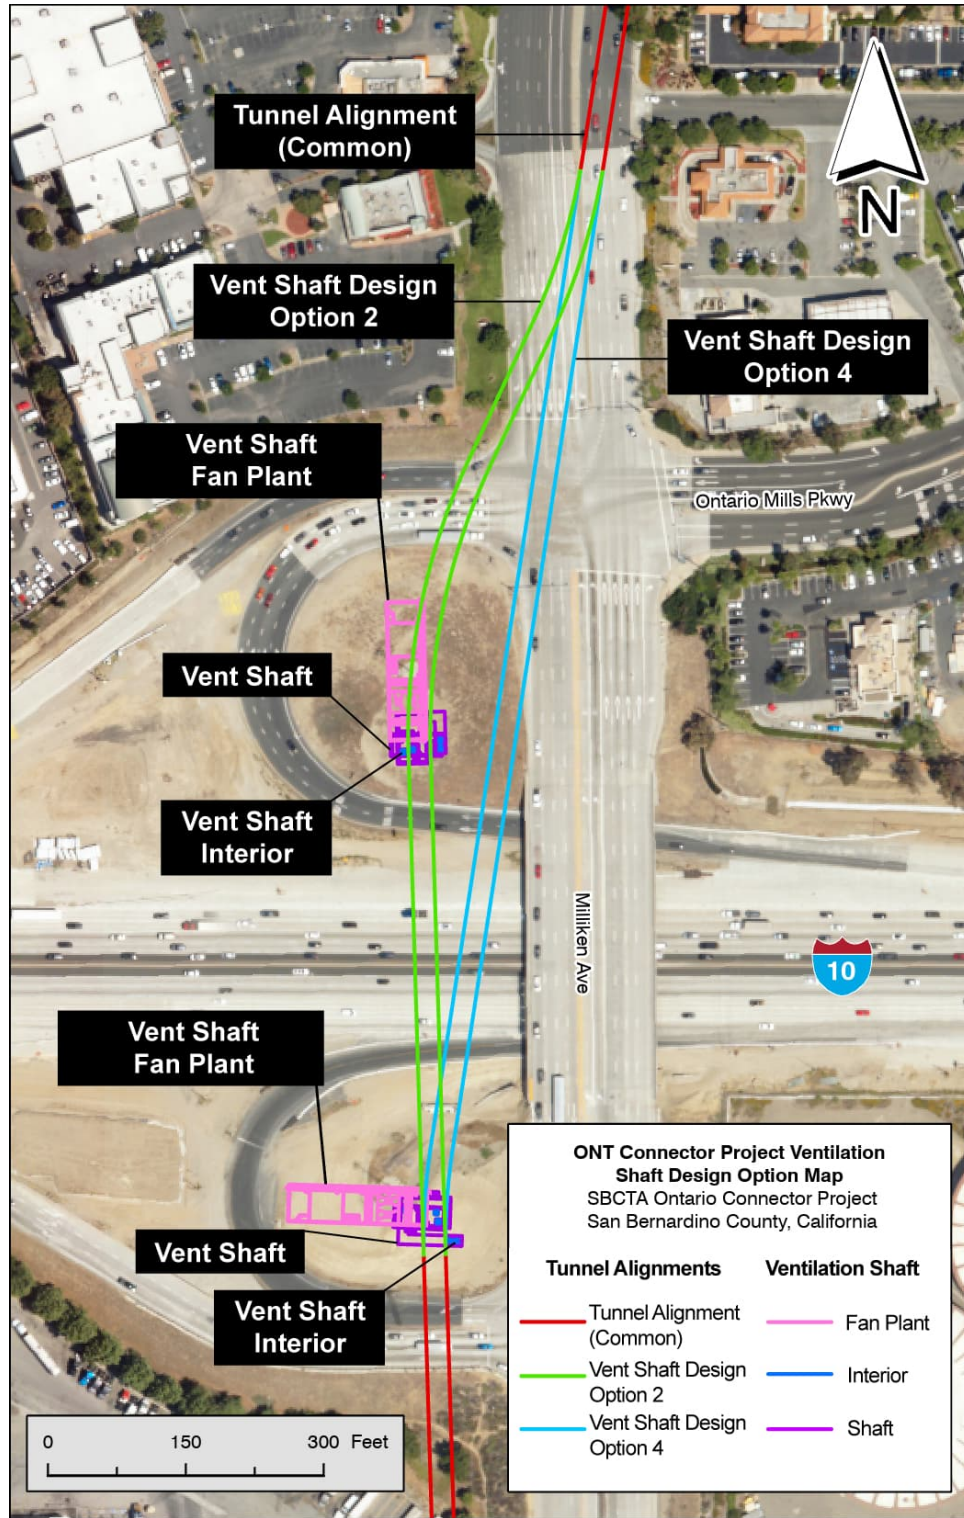 Tunnel Alignment
(Common)
N
Vent Shaft Design
Option 2
Vent Shaft Design
Option 4
Vent Shaft
Fan Plant
Ontario Mills Pkwy
Vent Shaft
Vent Shaft
Interior
Milliken Ave
10
Vent Shaft
Fan Plant
Vent Shaft
Vent Shaft
Interior
ONT Connector Project Ventilation
Shaft Design Option Map
SBCTA Ontario Connector Project
San Bernardino County, California
Tunnel Alignments
Tunnel Alignment
(Common)
Vent Shaft Design
Option 2
Vent Shaft Design
Option 4
Ventilation Shaft
Fan Plant
Interior
Shaft
0 150 300 Feet